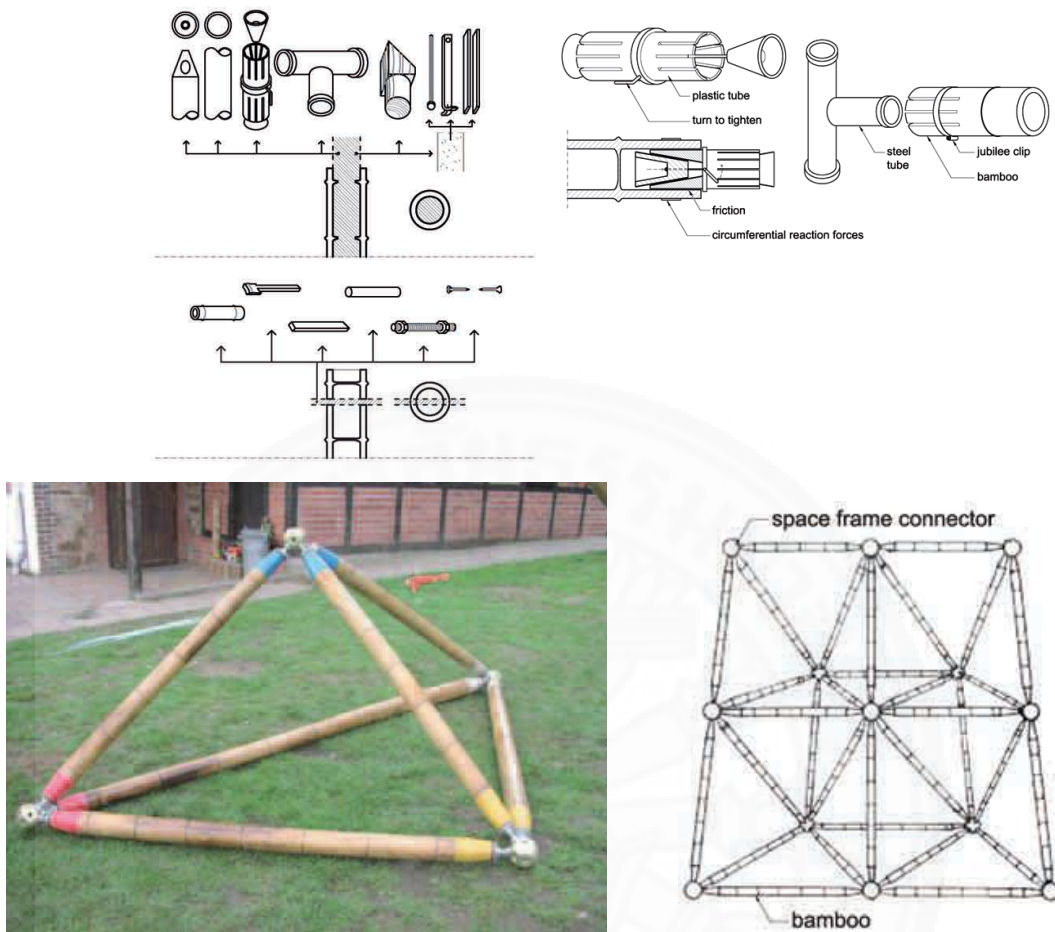 plastic tube
turn to tighten
steel
tube
jubilee clip
bamboo
friction
circumferential reaction forces
space frame connector
bamboo